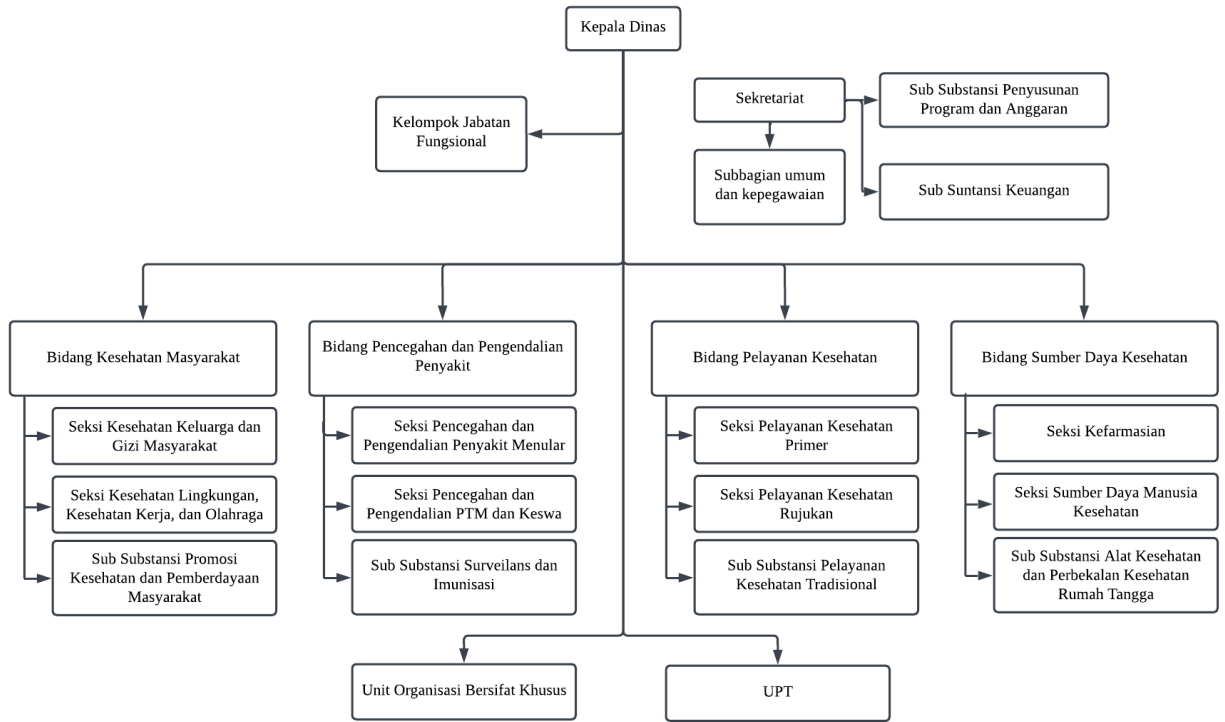 Kepala Dinas
Kelompok Jabatan
Fungsional
Sekretariat
Sub Substansi Penyusunan
Program dan Anggaran
Subbagian umum
dan kepegawaian
Sub Suntansi Keuangan
Bidang Kesehatan Masyarakat
Bidang Pencegahan dan Pengendalian
Penyakit
Bidang Pelayanan Kesehatan
Bidang Sumber Daya Kesehatan
Seksi Kesehatan Keluarga dan
Gizi Masyarakat
Seksi Kesehatan Lingkungan,
Kesehatan Kerja, dan Olahraga
Sub Substansi Promosi
Kesehatan dan Pemberdayaan
Masyarakat
Seksi Pencegahan dan
Pengendalian Penyakit Menular
Seksi Pencegahan dan
Pengendalian PTM dan Keswa
Sub Substansi Surveilans dan
Imunisasi
Seksi Pelayanan Kesehatan
Primer
Seksi Pelayanan Kesehatan
Rujukan
Sub Substansi Pelayanan
Kesehatan Tradisional
Seksi Kefarmasian
Seksi Sumber Daya Manusia
Kesehatan
Sub Substansi Alat Kesehatan
dan Perbekalan Kesehatan
Rumah Tangga
Unit Organisasi Bersifat Khusus
UPT